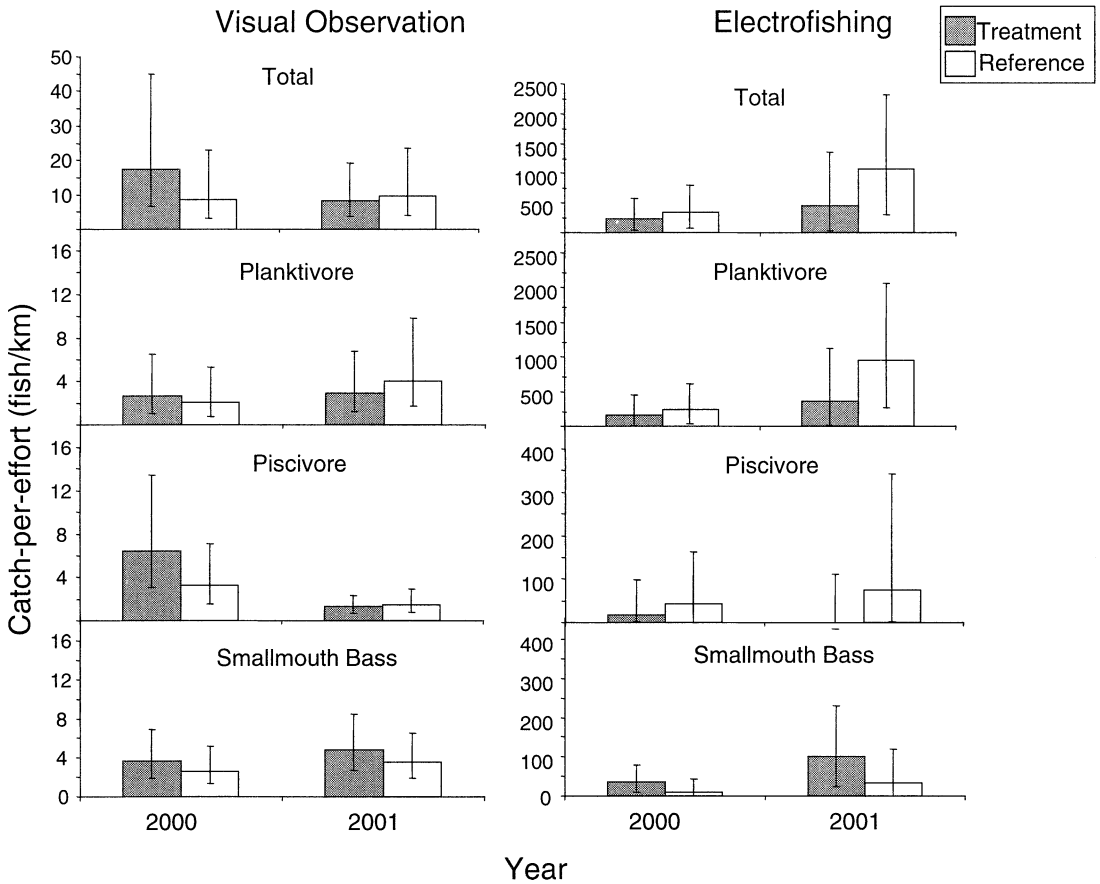 Visual Observation
Electrofishing
Treatment
Reference
Catch-per-effort (fish/km)
Total
50
40
30
20
10
Planktivore
16
12
8
4
Piscivore
16
12
8
4
Smallmouth Bass
16
12
8
4
0
2000
2001
Total
2500
2000
1500
1000
500
Planktivore
2500
2000
1500
1000
500
Piscivore
400
300
200
100
Smallmouth Bass
400
300
200
100
0
2000
2001
Year